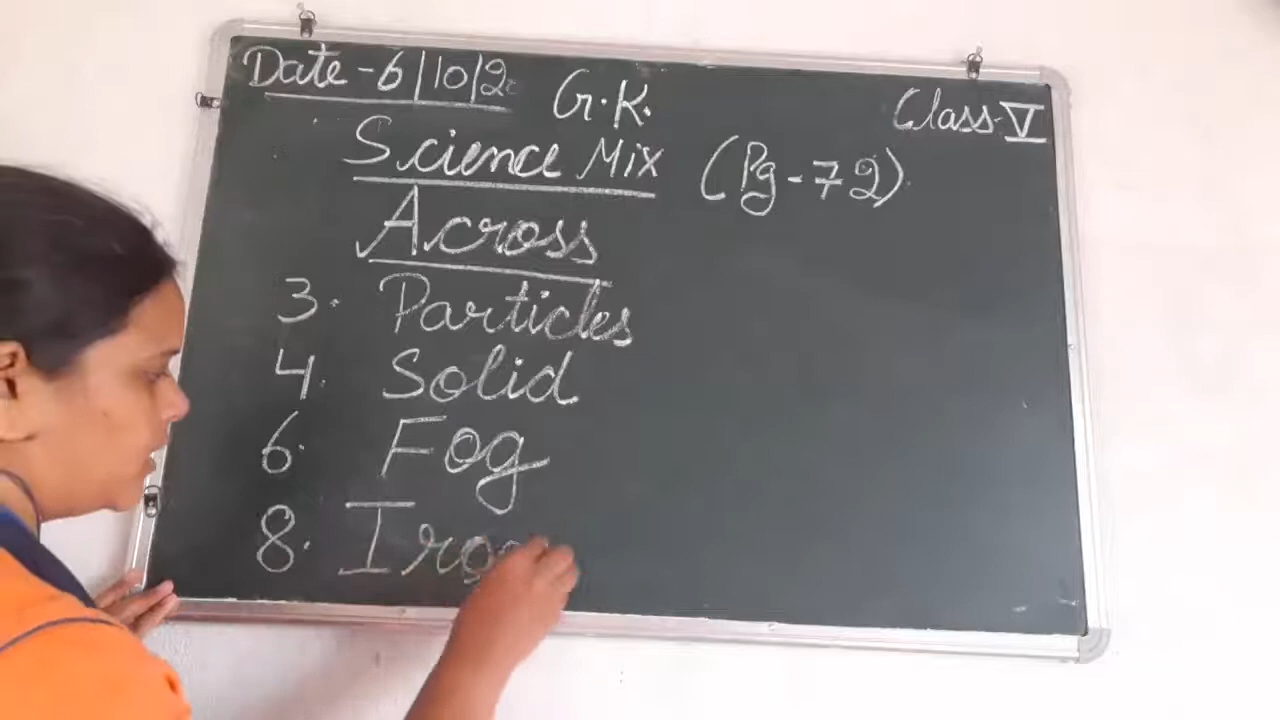 Date - 6/10/2
G.K.
Class-V
Science Mix (Pg-72)
Across
3. Particles
4. Solid
6. Fog
8.